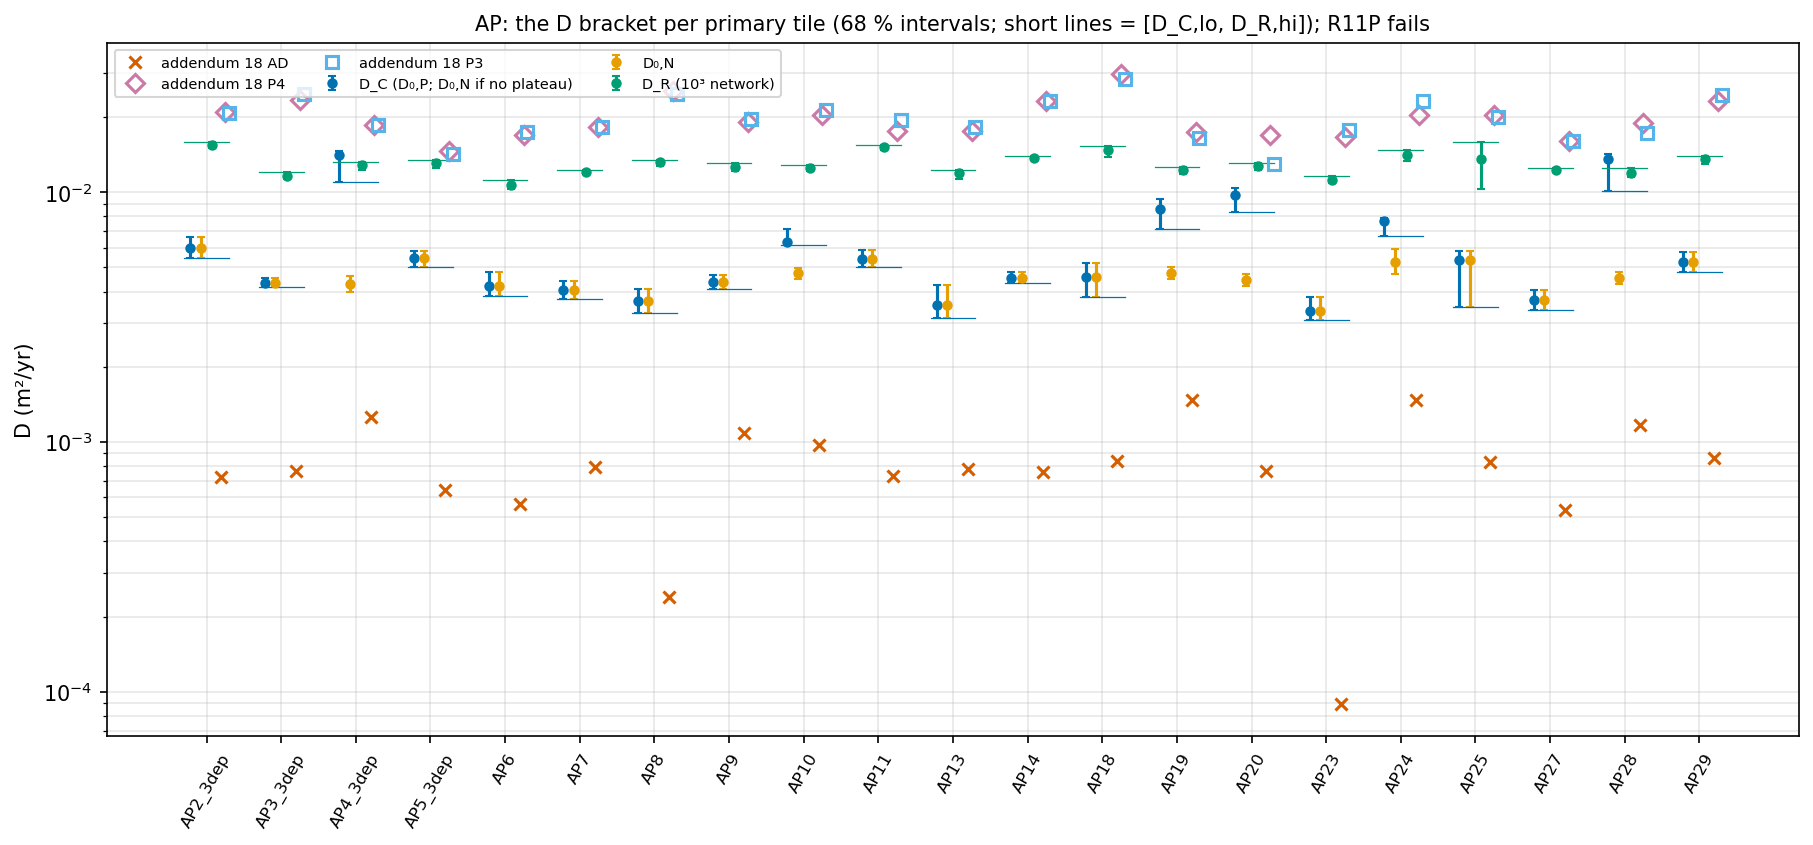 AP: the D bracket per primary tile (68 % intervals; short lines = [D_C,lo, D_R,hi]); R11P fails
addendum 18 AD
addendum 18 P4
addendum 18 P3
D_C (D₀,P; D₀,N if no plateau)
D₀,N
D_R (10³ network)
D (m²/yr)
10⁻²
10⁻³
10⁻⁴
AP2_3dep
AP3_3dep
AP4_3dep
AP5_3dep
AP6
AP7
AP8
AP9
AP10
AP11
AP13
AP14
AP18
AP19
AP20
AP23
AP24
AP25
AP27
AP28
AP29